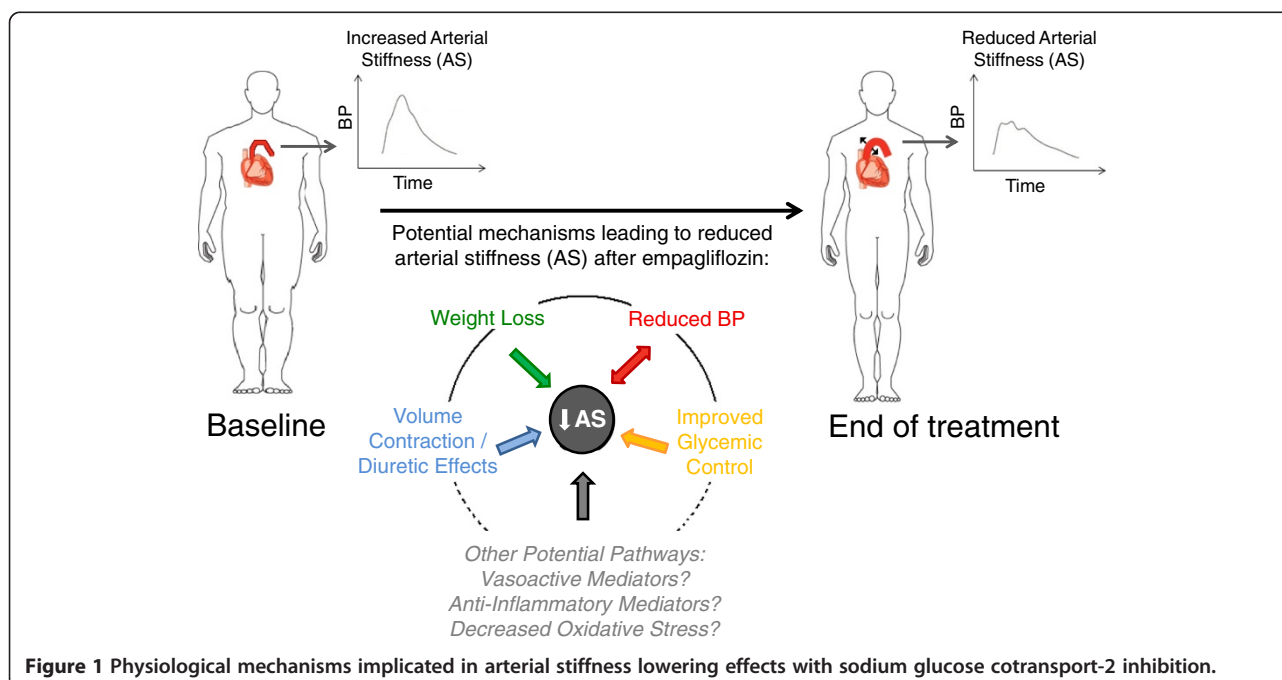 Increased Arterial
Stiffness (AS)
BP
Time
Reduced Arterial
Stiffness (AS)
BP
Time
Potential mechanisms leading to reduced
arterial stiffness (AS) after empagliflozin:
Baseline
End of treatment
Weight Loss
Reduced BP
↓ AS
Volume
Contraction /
Diuretic Effects
Improved
Glycemic
Control
Other Potential Pathways:
Vasoactive Mediators?
Anti-Inflammatory Mediators?
Decreased Oxidative Stress?
Figure 1 Physiological mechanisms implicated in arterial stiffness lowering effects with sodium glucose cotransport-2 inhibition.